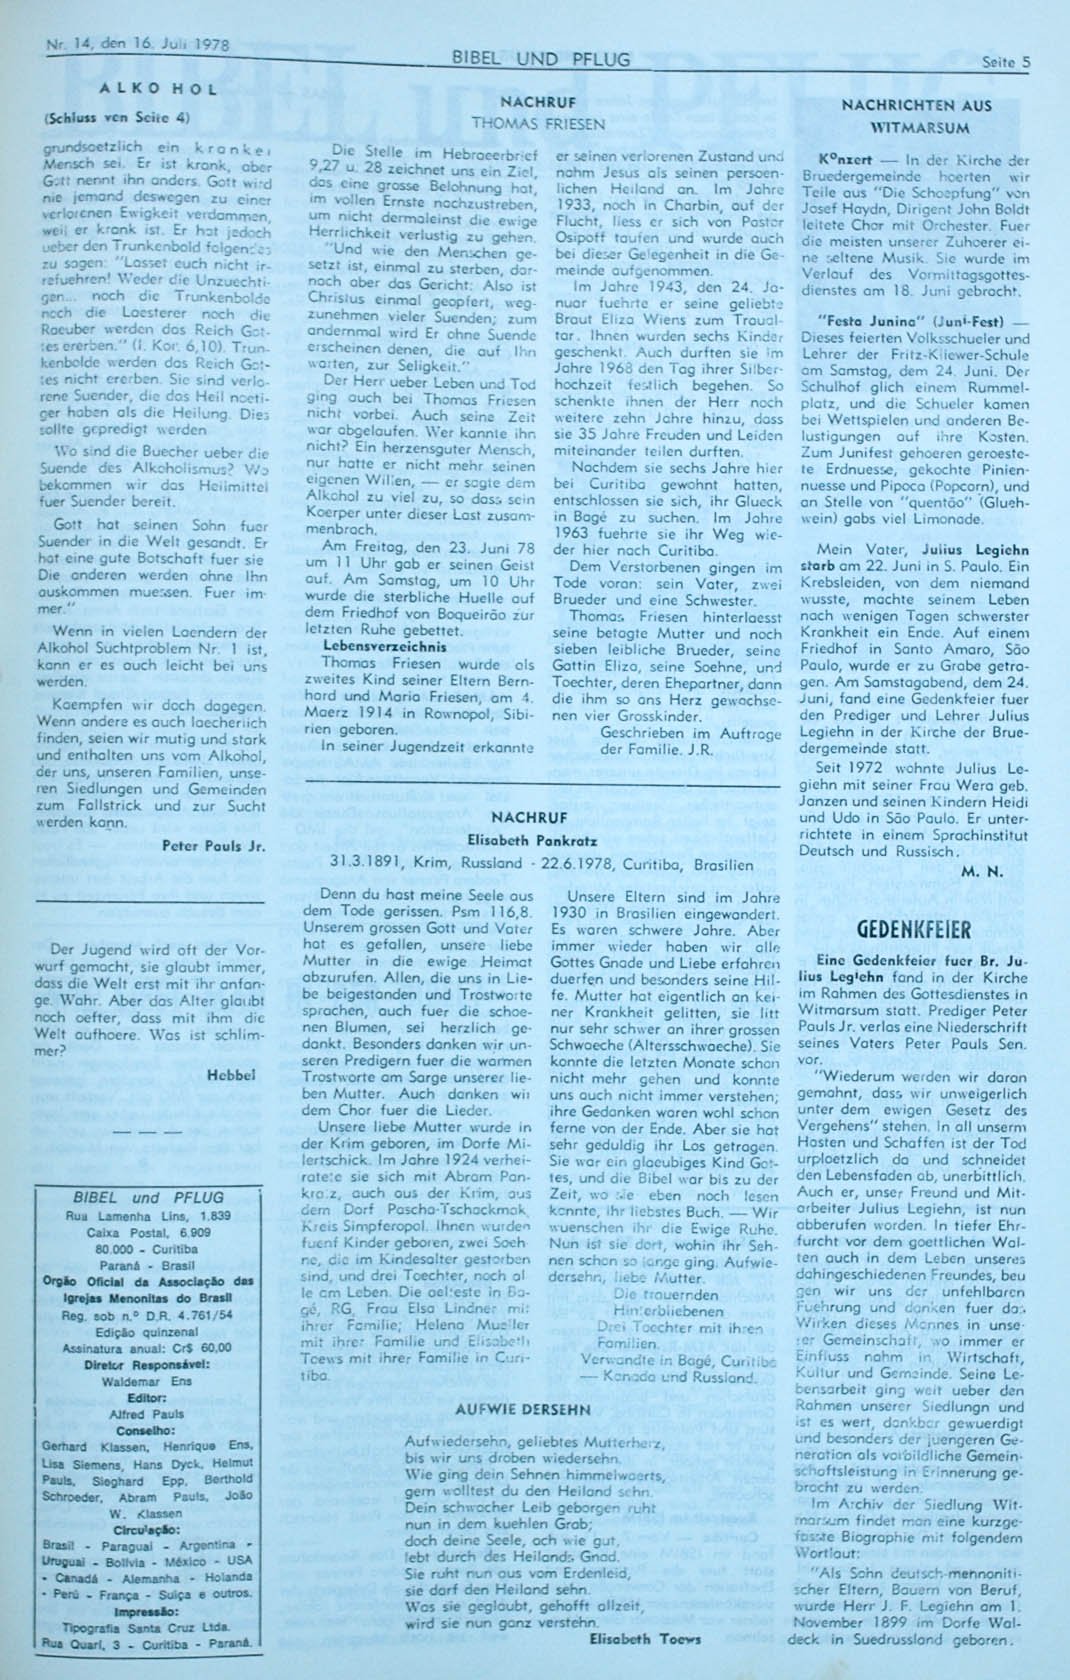 Nr. 14, den 16. Juli 1978
BIBEL UND PFLUG
Seite 5
ALKO HOL
(Schluss von Seite 4)
grundsaetzlich ein kranker
Mensch sei. Er ist krank, aber
Gott nennt ihn anders. Gott wird
nie jemand deswegen zu einer
verlorenen Ewigkeit verdammen,
weil er krank ist. Er hat jedoch
ueber den Trunkenbold folgendes
zu sagen: "Lasset euch nicht ir-
refuehren! Weder die Unzuechti-
gen... noch die Trunkenbolde
noch die Laesterer noch die
Raeuber werden das Reich Got-
tes ererben." (I. Kor. 6,10). Trun-
kenbolde werden das Reich Got-
tes nicht ererben. Sie sind verlo-
rene Suender, die das Heil noeti-
ger haben als die Heilung. Dies
sollte gepredigt werden
Wo sind die Buecher ueber die
Suende des Alkoholismus? Wo
bekommen wir das Heilmittel
fuer Suender bereit.
Gott hat seinen Sohn fuer
Suender in die Welt gesandt. Er
hat eine gute Botschaft fuer sie
Die anderen werden ohne Ihn
auskommen muessen. Fuer im-
mer."
Wenn in vielen Laendern der
Alkohol Suchtproblem Nr. 1 ist,
kann er es auch leicht bei uns
werden.
Kaempfen wir doch dagegen.
Wenn andere es auch laecherlich
finden, seien wir mutig und stark
und enthalten uns vom Alkohol,
der uns, unseren Familien, unse-
ren Siedlungen und Gemeinden
zum Fallstrick und zur Sucht
werden kann.
Peter Pauls Jr.
Der Jugend wird oft der Vor-
wurf gemacht, sie glaubt immer,
dass die Welt erst mit ihr anfan-
ge. Wahr. Aber das Alter glaubt
noch oefter, dass mit ihm die
Welt aufhoere. Was ist schlim-
mer?
Hebbel
— — —
BIBEL und PFLUG
Rua Lamenha Lins, 1.839
Caixa Postal, 6.909
80.000 - Curitiba
Paraná - Brasil
Orgão Oficial da Associação das
Igrejas Menonitas do Brasil
Reg. sob n.º D.R. 4.761/54
Edição quinzenal
Assinatura anual: Cr$ 60,00
Diretor Responsável:
Waldemar Ens
Editor:
Alfred Pauls
Conselho:
Gerhard Klassen, Henrique Ens,
Lisa Siemens, Hans Dyck, Helmut
Pauls, Sieghard Epp, Berthold
Schroeder, Abram Pauls, João
W. Klassen
Circulação:
Brasil - Paraguai - Argentina -
Uruguai - Bolivia - México - USA
- Canadá - Alemanha - Holanda
- Perú - França - Suiça e outros.
Impressão:
Tipografia Santa Cruz Ltda.
Rua Quari, 3 - Curitiba - Paraná.
NACHRUF
THOMAS FRIESEN
Die Stelle im Hebraeerbrief
9,27 u. 28 zeichnet uns ein Ziel,
das eine grosse Belohnung hat,
im vollen Ernste nachzustreben,
um nicht dermaleinst die ewige
Herrlichkeit verlustig zu gehen.
"Und wie den Menschen ge-
setzt ist, einmal zu sterben, dar-
nach aber das Gericht: Also ist
Christus einmal geopfert, weg-
zunehmen vieler Suenden; zum
andernmal wird Er ohne Suende
erscheinen denen, die auf Ihn
warten, zur Seligkeit."
Der Herr ueber Leben und Tod
ging auch bei Thomas Friesen
nicht vorbei. Auch seine Zeit
war abgelaufen. Wer kannte ihn
nicht? Ein herzensguter Mensch,
nur hatte er nicht mehr seinen
eigenen Willen, — er sagte dem
Alkohol zu viel zu, so dass sein
Koerper unter dieser Last zusam-
menbrach.
Am Freitag, den 23. Juni 78
um 11 Uhr gab er seinen Geist
auf. Am Samstag, um 10 Uhr
wurde die sterbliche Huelle auf
dem Friedhof von Boqueirão zur
letzten Ruhe gebettet.
Lebensverzeichnis
Thomas Friesen wurde als
zweites Kind seiner Eltern Bern-
hard und Maria Friesen, am 4.
Maerz 1914 in Rownopol, Sibi-
rien geboren.
In seiner Jugendzeit erkannte
er seinen verlorenen Zustand und
nahm Jesus als seinen persoen-
lichen Heiland an. Im Jahre
1933, noch in Charbin, auf der
Flucht, liess er sich von Pastor
Osipoff taufen und wurde auch
bei dieser Gelegenheit in die Ge-
meinde aufgenommen.
Im Jahre 1943, den 24. Ja-
nuar fuehrte er seine geliebte
Braut Eliza Wiens zum Traual-
tar. Ihnen wurden sechs Kinder
geschenkt. Auch durften sie im
Jahre 1968 den Tag ihrer Silber-
hochzeit festlich begehen. So
schenkte ihnen der Herr noch
weitere zehn Jahre hinzu, dass
sie 35 Jahre Freuden und Leiden
miteinander teilen durften.
Nachdem sie sechs Jahre hier
bei Curitiba gewohnt hatten,
entschlossen sie sich, ihr Glueck
in Bagé zu suchen. Im Jahre
1963 fuehrte sie ihr Weg wie-
der hier nach Curitiba.
Dem Verstorbenen gingen im
Tode voran: sein Vater, zwei
Brueder und eine Schwester.
Thomas Friesen hinterlaesst
seine betagte Mutter und noch
sieben leibliche Brueder, seine
Gattin Eliza, seine Soehne, und
Toechter, deren Ehepartner, dann
die ihm so ans Herz gewachse-
nen vier Grosskinder.
Geschrieben im Auftrage
der Familie. J.R.
NACHRUF
Elisabeth Pankratz
31.3.1891, Krim, Russland - 22.6.1978, Curitiba, Brasilien
Denn du hast meine Seele aus
dem Tode gerissen. Psm 116,8.
Unserem grossen Gott und Vater
hat es gefallen, unsere liebe
Mutter in die ewige Heimat
abzurufen. Allen, die uns in Lie-
be beigestanden und Trostworte
sprachen, auch fuer die schoe-
nen Blumen, sei herzlich ge-
dankt. Besonders danken wir un-
seren Predigern fuer die warmen
Trostworte am Sarge unserer lie-
ben Mutter. Auch danken wir
dem Chor fuer die Lieder.
Unsere liebe Mutter wurde in
der Krim geboren, im Dorfe Mi-
lertschick. Im Jahre 1924 verhei-
ratete sie sich mit Abram Pan-
kratz, auch aus der Krim, aus
dem Dorf Pascha-Tschackmak,
Kreis Simpferopol. Ihnen wurden
fuenf Kinder geboren, zwei Soeh-
ne, die im Kindesalter gestorben
sind, und drei Toechter, noch al
le am Leben. Die aelteste in Ba-
gé, RG, Frau Elsa Lindner mit
ihrer Familie; Helena Mueller
mit ihrer Familie und Elisabeth
Toews mit ihrer Familie in Curi-
tiba.
Unsere Eltern sind im Jahre
1930 in Brasilien eingewandert.
Es waren schwere Jahre. Aber
immer wieder haben wir alle
Gottes Gnade und Liebe erfahren
duerfen und besonders seine Hil-
fe. Mutter hat eigentlich an kei-
ner Krankheit gelitten, sie litt
nur sehr schwer an ihrer grossen
Schwaeche (Altersschwaeche). Sie
konnte die letzten Monate schon
nicht mehr gehen und konnte
uns auch nicht immer verstehen;
ihre Gedanken waren wohl schon
ferne von der Ende. Aber sie hat
sehr geduldig ihr Los getragen.
Sie war ein glaeubiges Kind Got-
tes, und die Bibel war bis zu der
Zeit, wo sie eben noch lesen
konnte, ihr liebstes Buch. — Wir
wuenschen ihr die Ewige Ruhe.
Nun ist sie dort, wohin ihr Seh-
nen schon so lange ging. Aufwie-
dersehn, liebe Mutter.
Die trauernden
Hinterbliebenen
Drei Toechter mit ihren
Familien.
Verwandte in Bagé, Curitiba
— Kanada und Russland.
AUFWIE DERSEHN
Aufwiedersehn, geliebtes Mutterherz,
bis wir uns droben wiedersehn.
Wie ging dein Sehnen himmelwaerts,
gern wolltest du den Heiland sehn.
Dein schwacher Leib geborgen ruht
nun in dem kuehlen Grab;
doch deine Seele, ach wie gut,
lebt durch des Heilands Gnad.
Sie ruht nun aus vom Erdenleid,
sie darf den Heiland sehn.
Was sie geglaubt, gehofft allzeit,
wird sie nun ganz verstehn.
Elisabeth Toews
NACHRICHTEN AUS
WITMARSUM
Konzert — In der Kirche der
Bruedergemeinde hoerten wir
Teile aus "Die Schoepfung" von
Josef Haydn, Dirigent John Boldt
leitete Chor mit Orchester. Fuer
die meisten unserer Zuhoerer ei-
ne seltene Musik. Sie wurde im
Verlauf des Vormittagsgottes-
dienstes am 18. Juni gebracht.
"Festa Junina" (Juni-Fest) —
Dieses feierten Volksschueler und
Lehrer der Fritz-Kliewer-Schule
am Samstag, dem 24. Juni. Der
Schulhof glich einem Rummel-
platz, und die Schueler kamen
bei Wettspielen und anderen Be-
lustigungen auf ihre Kosten.
Zum Junifest gehoeren geroeste-
te Erdnuesse, gekochte Pinien-
nuesse und Pipoca (Popcorn), und
an Stelle von "quentão" (Glueh-
wein) gabs viel Limonade.
Mein Vater, Julius Legiehn
starb am 22. Juni in S. Paulo. Ein
Krebsleiden, von dem niemand
wusste, machte seinem Leben
nach wenigen Tagen schwerster
Krankheit ein Ende. Auf einem
Friedhof in Santo Amaro, São
Paulo, wurde er zu Grabe getra-
gen. Am Samstagabend, dem 24.
Juni, fand eine Gedenkfeier fuer
den Prediger und Lehrer Julius
Legiehn in der Kirche der Brue-
dergemeinde statt.
Seit 1972 wohnte Julius Le-
giehn mit seiner Frau Wera geb.
Janzen und seinen Kindern Heidi
und Udo in São Paulo. Er unter-
richtete in einem Sprachinstitut
Deutsch und Russisch.
M. N.
GEDENKFEIER
Eine Gedenkfeier fuer Br. Ju-
lius Legiehn fand in der Kirche
im Rahmen des Gottesdienstes in
Witmarsum statt. Prediger Peter
Pauls Jr. verlas eine Niederschrift
seines Vaters Peter Pauls Sen.
vor.
"Wiederum werden wir daran
gemahnt, dass wir unweigerlich
unter dem ewigen Gesetz des
Vergehens" stehen. In all unserm
Hasten und Schaffen ist der Tod
urploetzlich da und schneidet
den Lebensfaden ab, unerbittlich.
Auch er, unser Freund und Mit-
arbeiter Julius Legiehn, ist nun
abberufen worden. In tiefer Ehr-
furcht vor dem goettlichen Wal-
ten auch in dem Leben unseres
dahingeschiedenen Freundes, beu
gen wir uns der unfehlbaren
Fuehrung und danken fuer das
Wirken dieses Mannes in unse-
rer Gemeinschaft, wo immer er
Einfluss nahm in Wirtschaft,
Kultur und Gemeinde. Seine Le-
bensarbeit ging weit ueber den
Rahmen unserer Siedlungn und
ist es wert, dankbar gewuerdigt
und besonders der juengeren Ge-
neration als vorbildliche Gemein-
schaftsleistung in Erinnerung ge-
bracht zu werden.
Im Archiv der Siedlung Wit-
marsum findet man eine kurzge-
fasste Biographie mit folgendem
Wortlaut:
"Als Sohn deutsch-mennoniti-
scher Eltern, Bauern von Beruf,
wurde Herr J. F. Legiehn am 1.
November 1899 im Dorfe Wal-
deck in Suedrussland geboren.